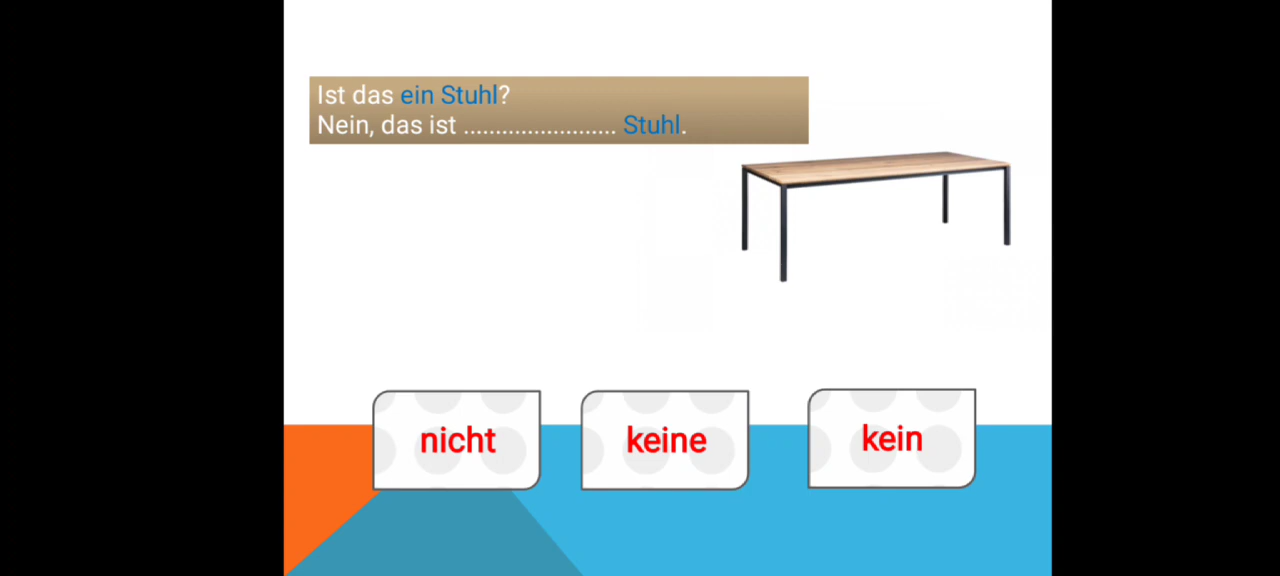 Ist das ein Stuhl?
Nein, das ist ........................ Stuhl.
nicht
keine
kein